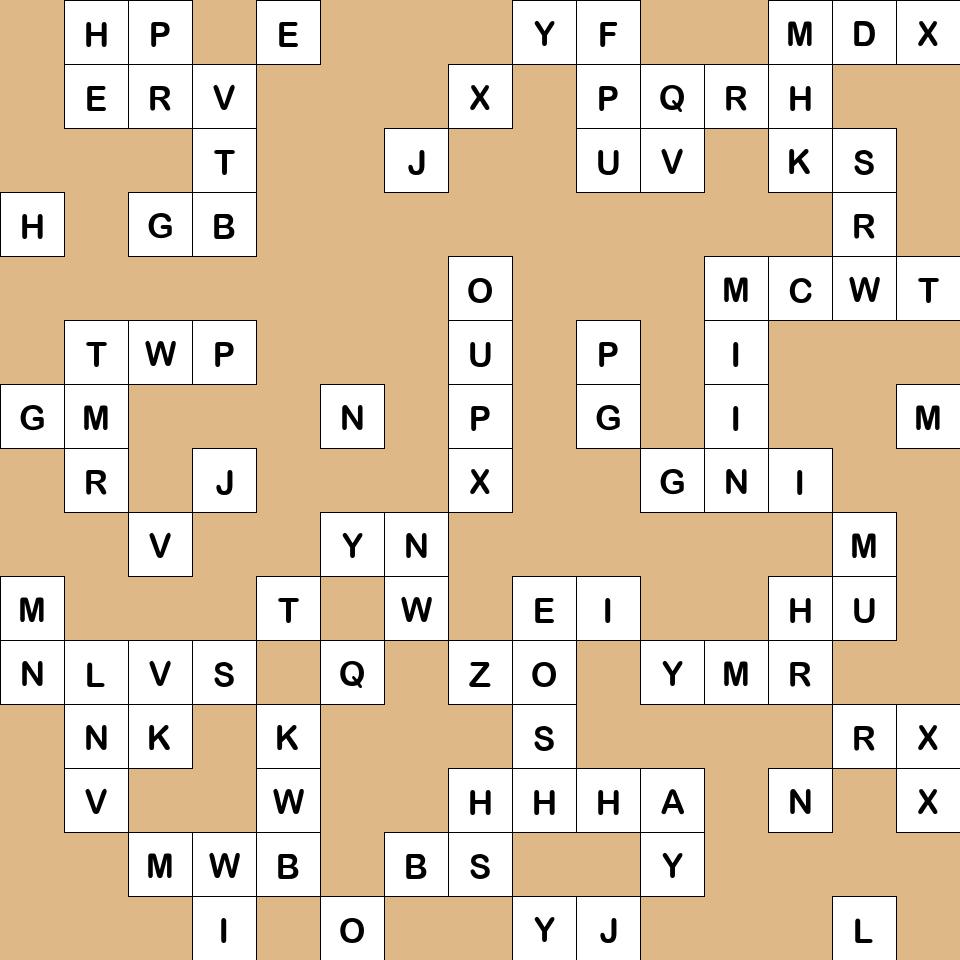 H P E Y F M D X
E R V X P Q R H
T J U V K S
H G B R
O M C W T
T W P U P I
G M N P G I M
R J X G N I
V Y N M
M T W E I H U
N L V S Q Z O Y M R
N K K S R X
V W H H H A N X
M W B B S Y
I O Y J L